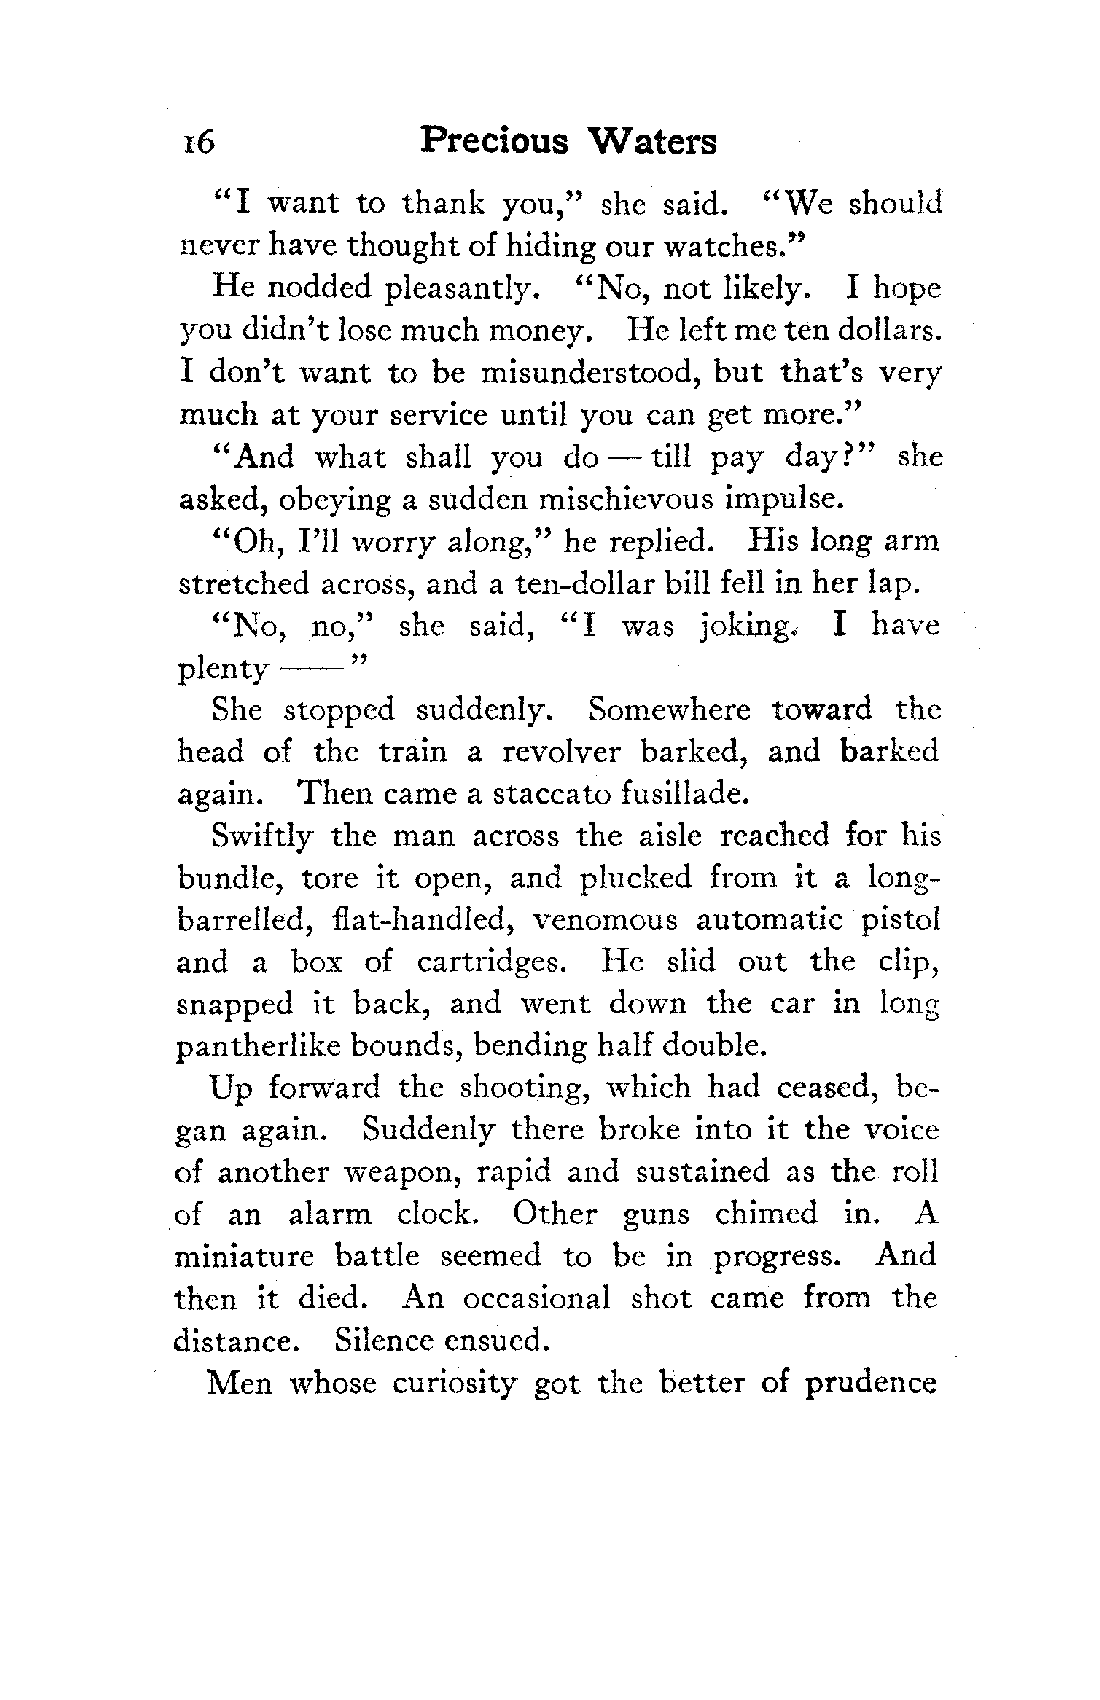 16 Precious Waters
“I want to thank you,” she said. “We should
never have thought of hiding our watches.”
He nodded pleasantly. “No, not likely. I hope
you didn’t lose much money. He left me ten dollars.
I don’t want to be misunderstood, but that’s very
much at your service until you can get more.”
“And what shall you do — till pay day?” she
asked, obeying a sudden mischievous impulse.
“Oh, I’ll worry along,” he replied. His long arm
stretched across, and a ten-dollar bill fell in her lap.
“No, no,” she said, “I was joking. I have
plenty —— ”
She stopped suddenly. Somewhere toward the
head of the train a revolver barked, and barked
again. Then came a staccato fusillade.
Swiftly the man across the aisle reached for his
bundle, tore it open, and plucked from it a long-
barrelled, flat-handled, venomous automatic pistol
and a box of cartridges. He slid out the clip,
snapped it back, and went down the car in long
pantherlike bounds, bending half double.
Up forward the shooting, which had ceased, be-
gan again. Suddenly there broke into it the voice
of another weapon, rapid and sustained as the roll
of an alarm clock. Other guns chimed in. A
miniature battle seemed to be in progress. And
then it died. An occasional shot came from the
distance. Silence ensued.
Men whose curiosity got the better of prudence